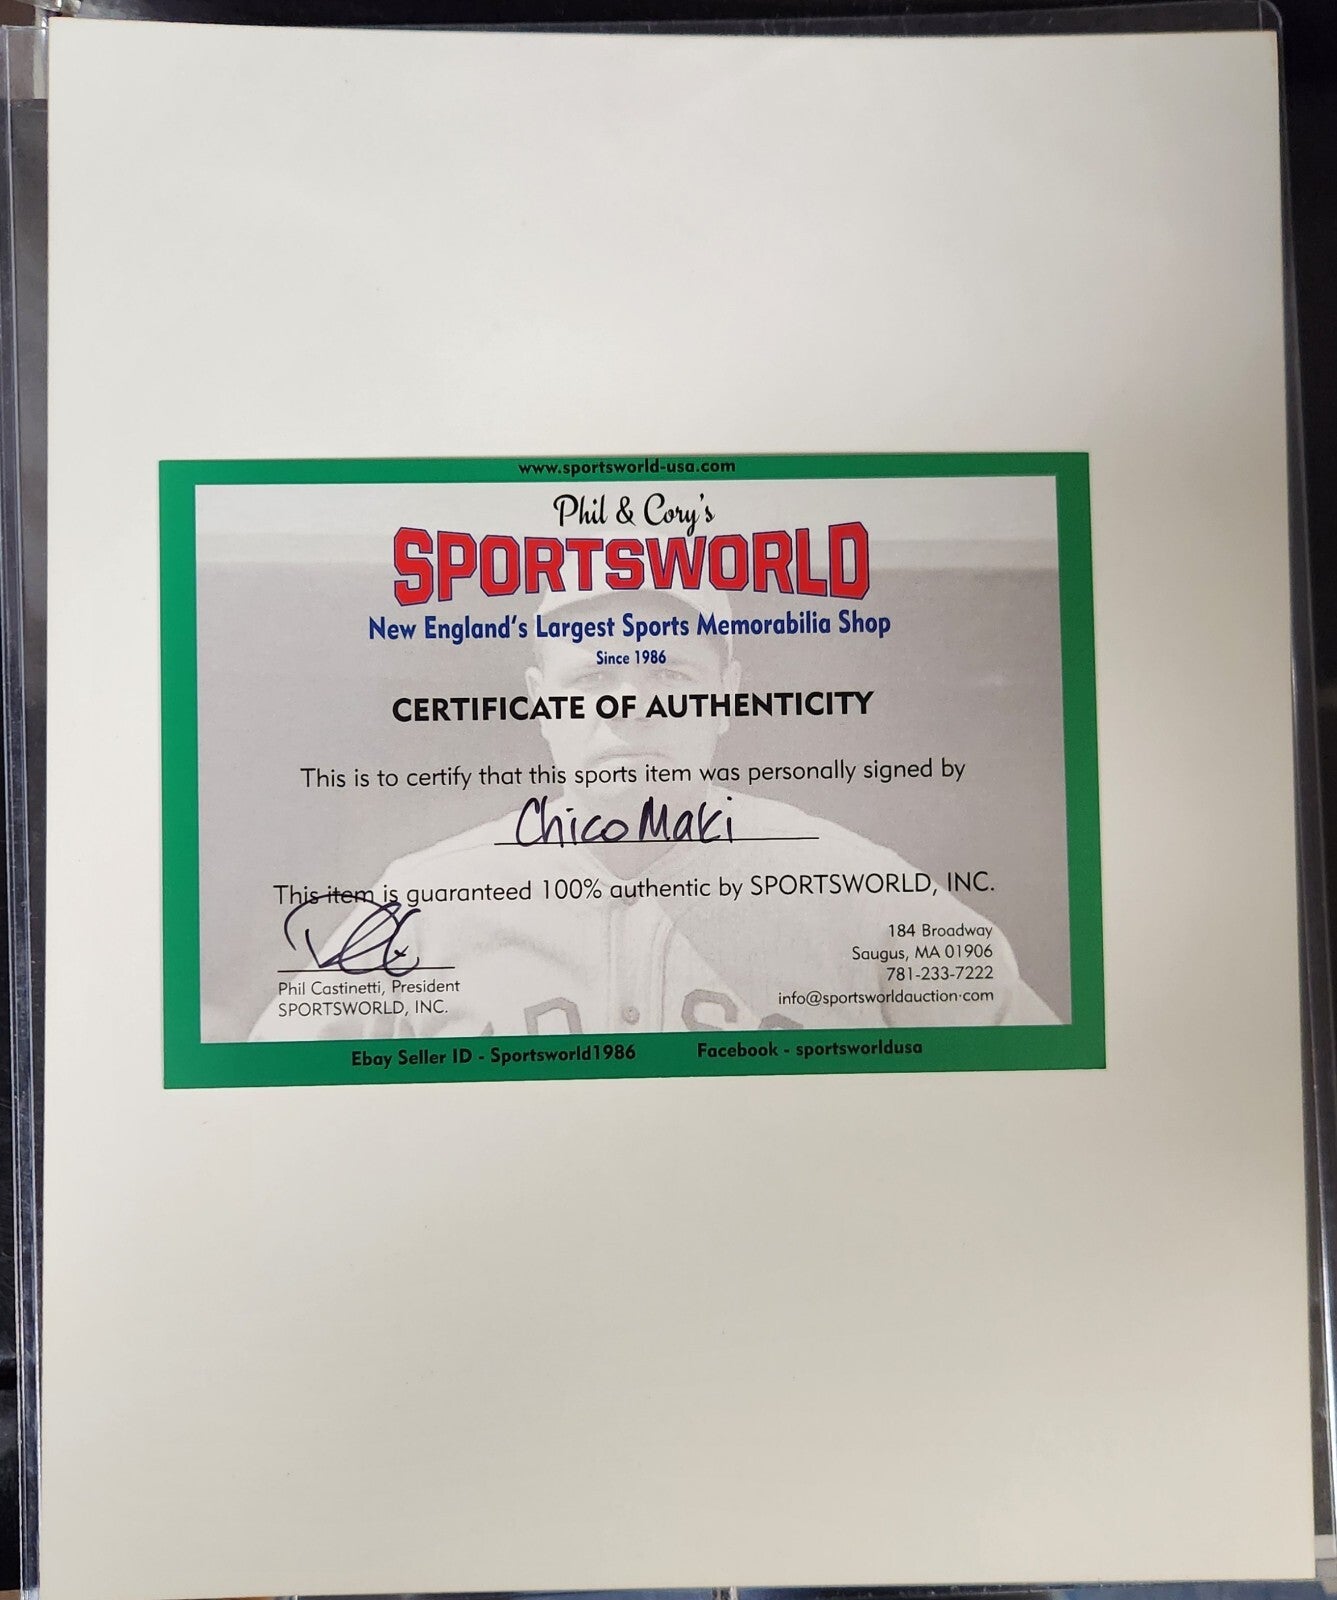 www.sportsworld-usa.com
Phil & Cory's
SPORTSWORLD
New England's Largest Sports Memorabilia Shop
Since 1986
CERTIFICATE OF AUTHENTICITY
This is to certify that this sports item was personally signed by
Chico Maki
This item is guaranteed 100% authentic by SPORTSWORLD, INC.
184 Broadway
Saugus, MA 01906
781-233-7222
info@sportsworldauction.com
Phil Castinetti, President
SPORTSWORLD, INC.
Ebay Seller ID - Sportsworld1986
Facebook - sportsworldusa